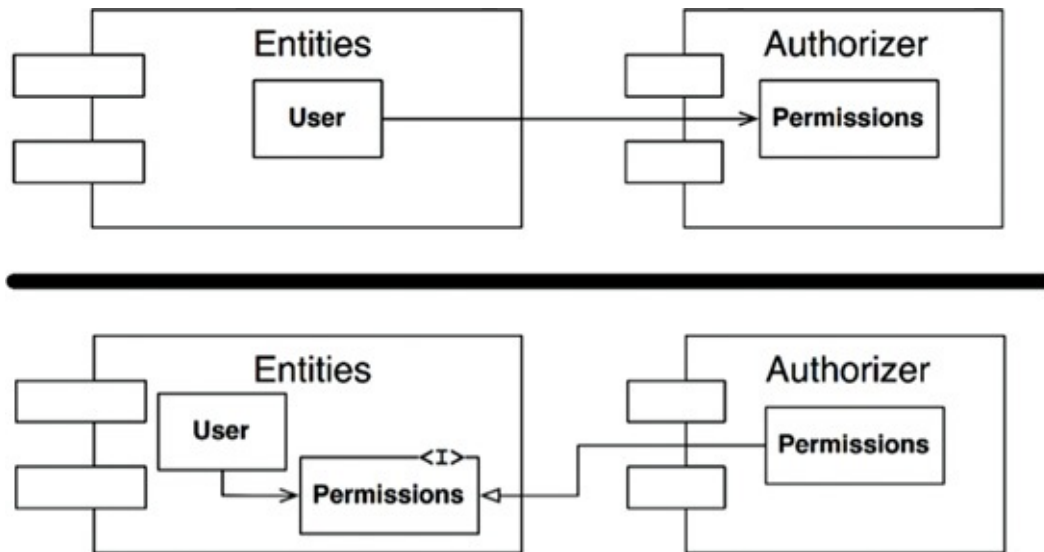 Entities
Authorizer
User
Permissions
Entities
Authorizer
User
Permissions
<I>
Permissions